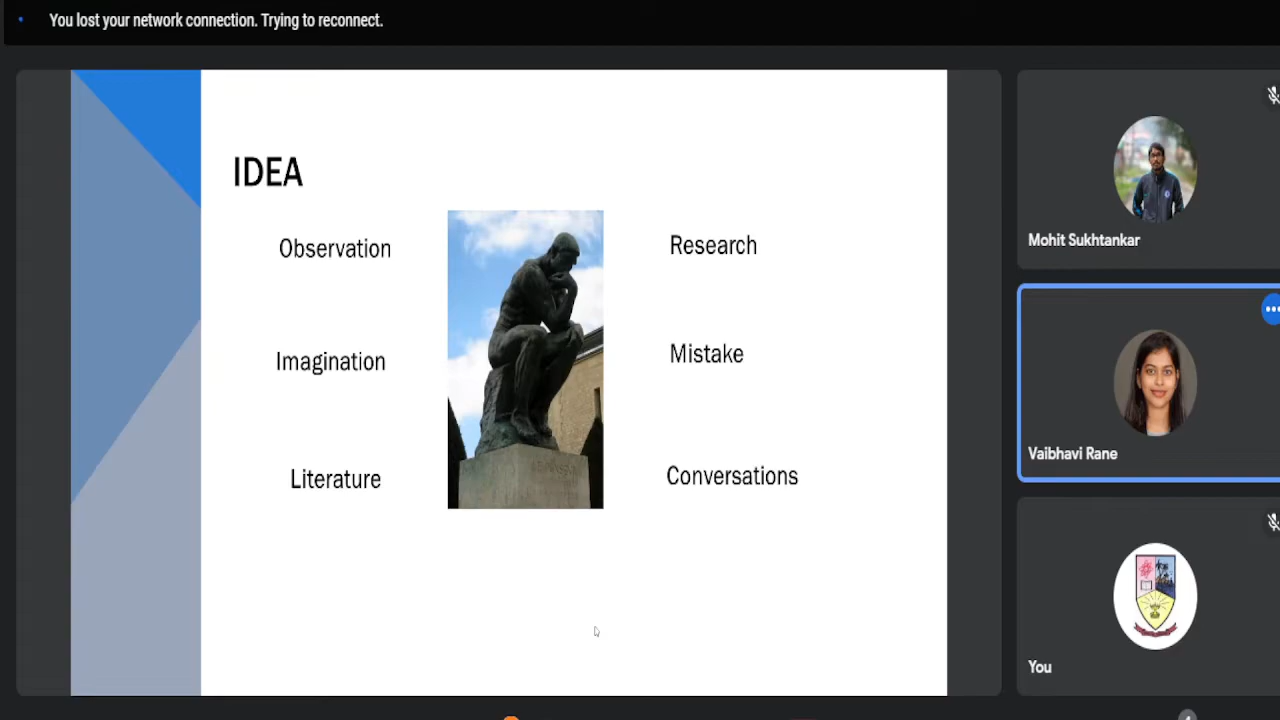 You lost your network connection. Trying to reconnect.
IDEA
Observation
Research
Imagination
Mistake
Literature
Conversations
Mohit Sukhtankar
Vaibhavi Rane
You